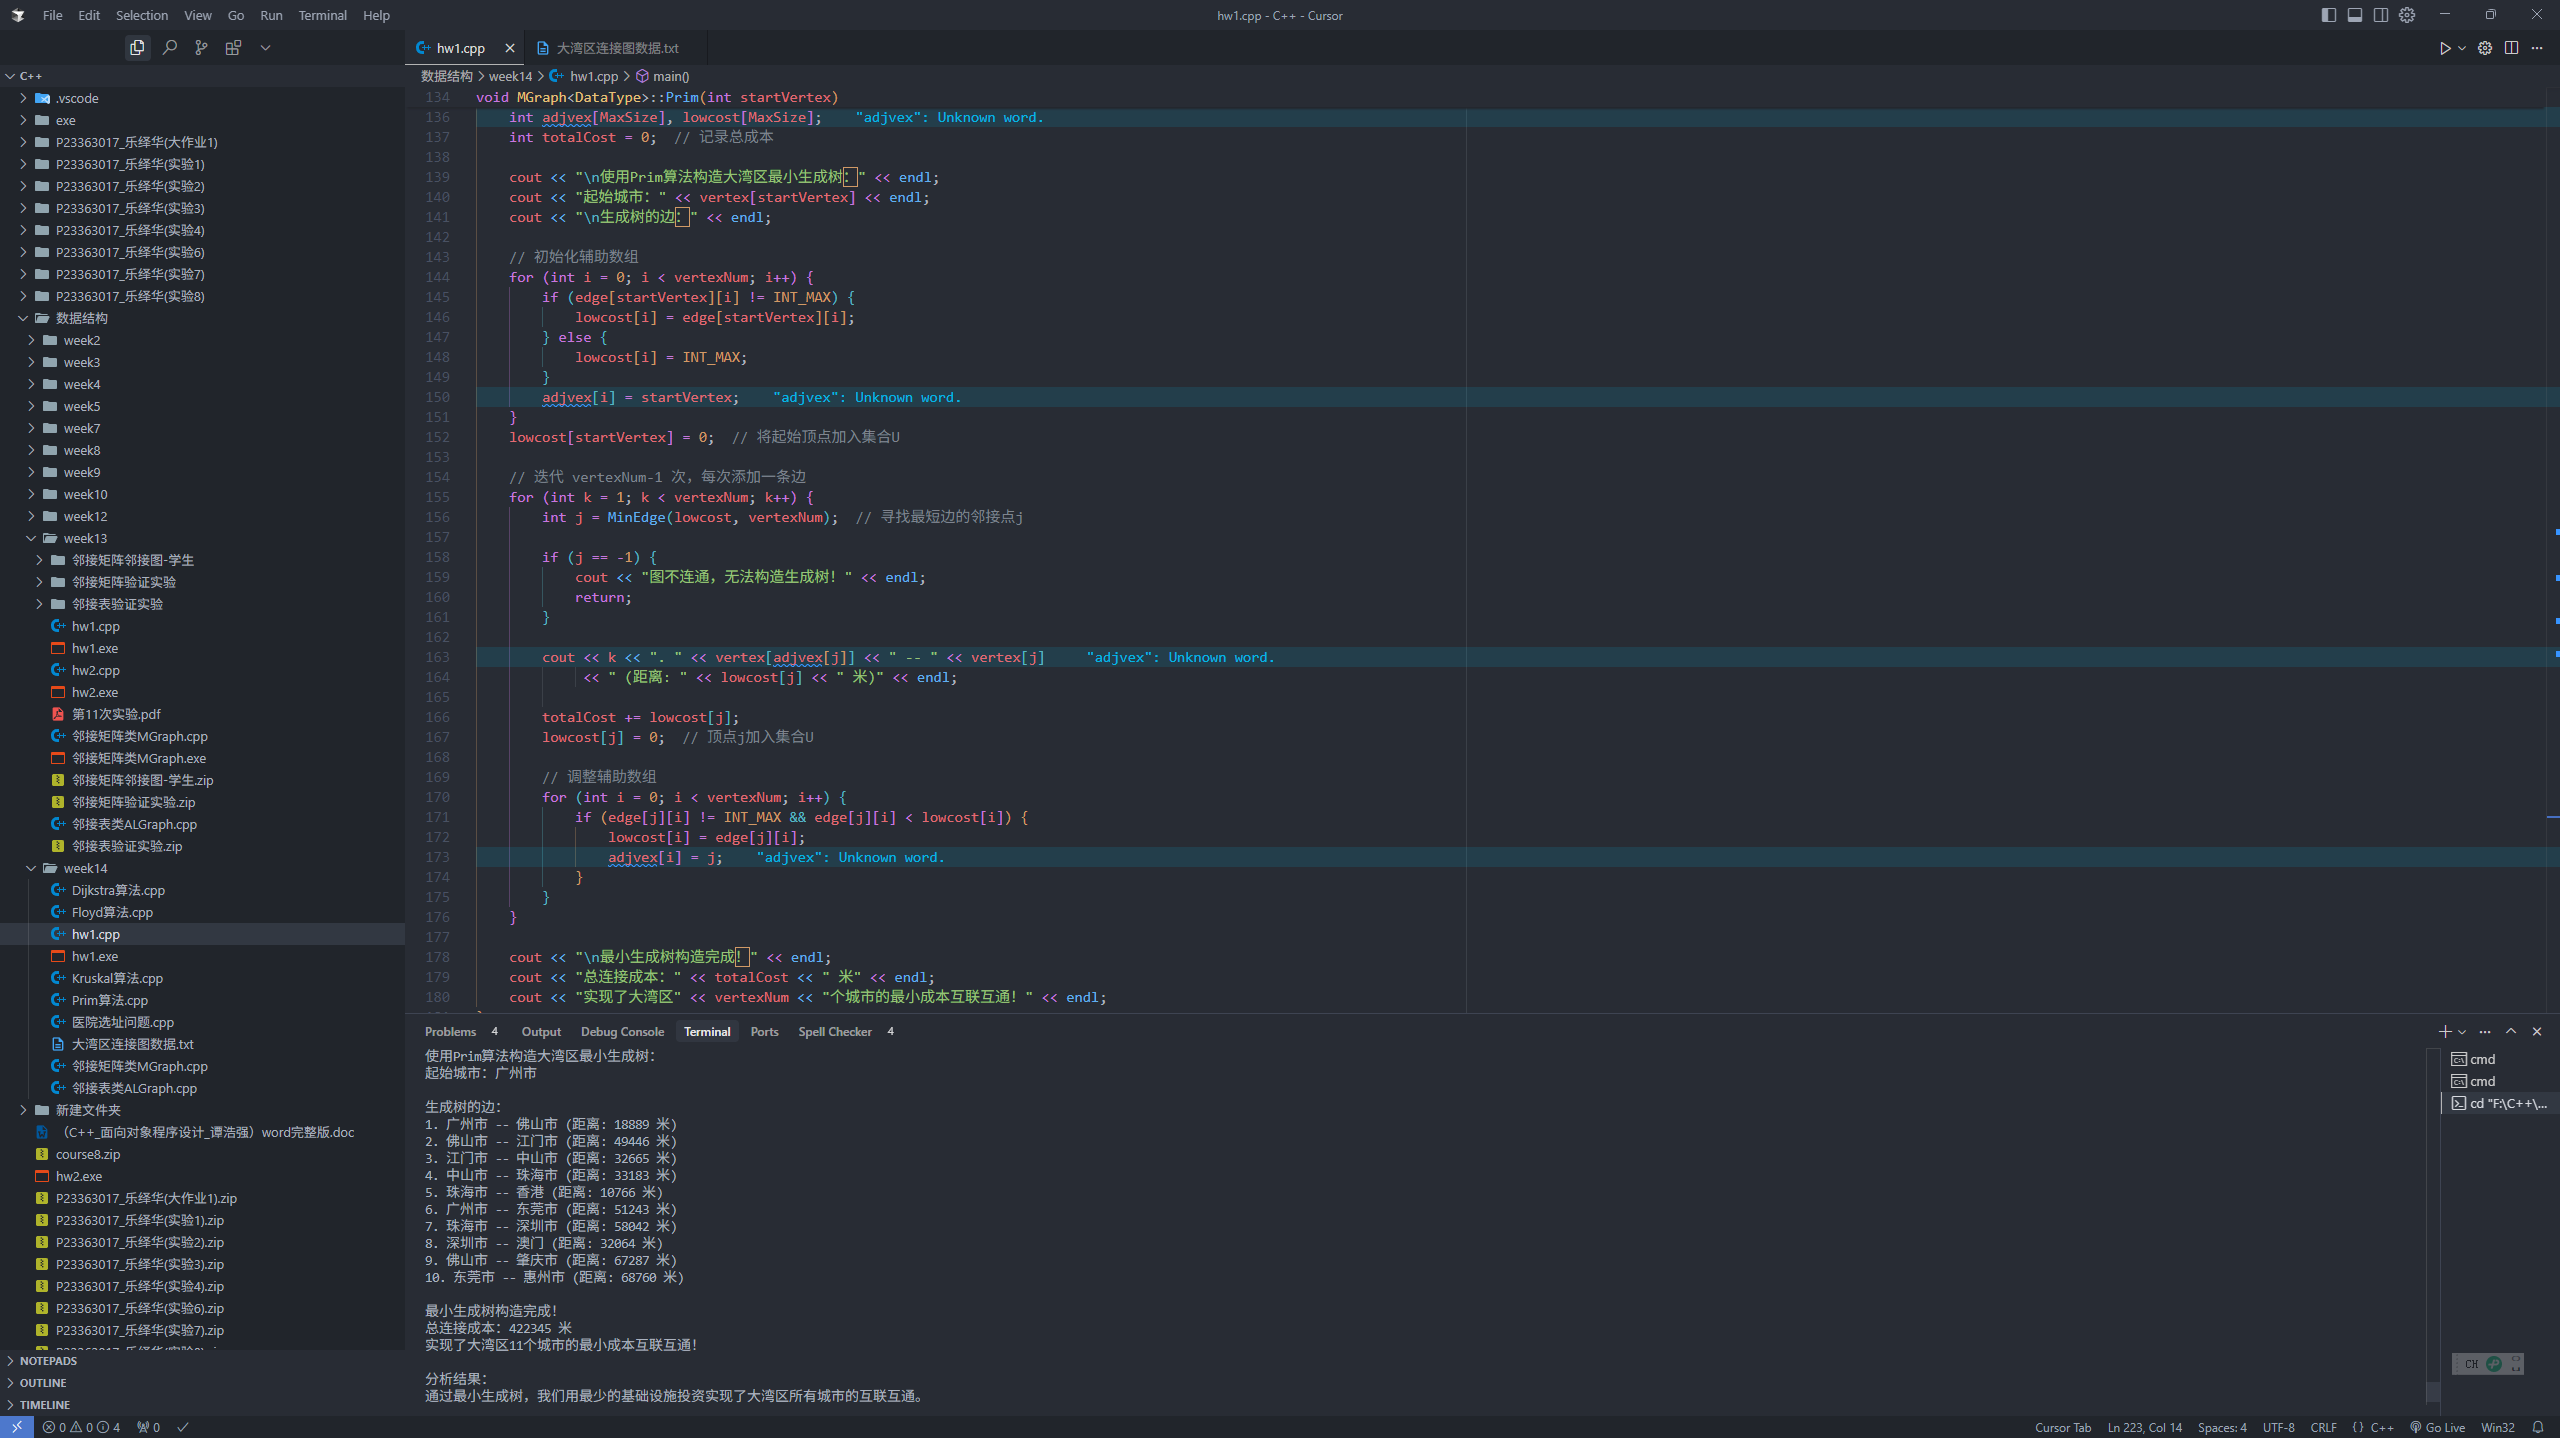 File Edit Selection View Go Run Terminal Help
hw1.cpp - C++ - Cursor
C++
.vscode
exe
P23363017_乐绎华(大作业1)
P23363017_乐绎华(实验1)
P23363017_乐绎华(实验2)
P23363017_乐绎华(实验3)
P23363017_乐绎华(实验4)
P23363017_乐绎华(实验6)
P23363017_乐绎华(实验7)
P23363017_乐绎华(实验8)
数据结构
week2
week3
week4
week5
week7
week8
week9
week10
week12
week13
邻接矩阵邻接图-学生
邻接矩阵验证实验
邻接表验证实验
hw1.cpp
hw1.exe
hw2.cpp
hw2.exe
第11次实验.pdf
邻接矩阵类MGraph.cpp
邻接矩阵类MGraph.exe
邻接矩阵邻接图-学生.zip
邻接矩阵验证实验.zip
邻接表类ALGraph.cpp
邻接表验证实验.zip
week14
Dijkstra算法.cpp
Floyd算法.cpp
hw1.cpp
hw1.exe
Kruskal算法.cpp
Prim算法.cpp
医院选址问题.cpp
大湾区连接图数据.txt
邻接矩阵类MGraph.cpp
邻接表类ALGraph.cpp
新建文件夹
（C++_面向对象程序设计_谭浩强）word完整版.doc
course8.zip
hw2.exe
P23363017_乐绎华(大作业1).zip
P23363017_乐绎华(实验1).zip
P23363017_乐绎华(实验2).zip
P23363017_乐绎华(实验3).zip
P23363017_乐绎华(实验4).zip
P23363017_乐绎华(实验6).zip
P23363017_乐绎华(实验7).zip
NOTEPADS
OUTLINE
TIMELINE
hw1.cpp
大湾区连接图数据.txt
数据结构 > week14 > hw1.cpp > main()
134 void MGraph<DataType>::Prim(int startVertex)
136 int adjvex[MaxSize], lowcost[MaxSize]; "adjvex": Unknown word.
137 int totalCost = 0; // 记录总成本
138
139 cout << "\n使用Prim算法构造大湾区最小生成树：" << endl;
140 cout << "起始城市：" << vertex[startVertex] << endl;
141 cout << "\n生成树的边：" << endl;
142
143 // 初始化辅助数组
144 for (int i = 0; i < vertexNum; i++) {
145 if (edge[startVertex][i] != INT_MAX) {
146 lowcost[i] = edge[startVertex][i];
147 } else {
148 lowcost[i] = INT_MAX;
149 }
150 adjvex[i] = startVertex; "adjvex": Unknown word.
151 }
152 lowcost[startVertex] = 0; // 将起始顶点加入集合U
153
154 // 迭代 vertexNum-1 次，每次添加一条边
155 for (int k = 1; k < vertexNum; k++) {
156 int j = MinEdge(lowcost, vertexNum); // 寻找最短边的邻接点j
157
158 if (j == -1) {
159 cout << "图不连通，无法构造生成树！" << endl;
160 return;
161 }
162
163 cout << k << ". " << vertex[adjvex[j]] << " -- " << vertex[j] "adjvex": Unknown word.
164 << " (距离: " << lowcost[j] << " 米)" << endl;
165
166 totalCost += lowcost[j];
167 lowcost[j] = 0; // 顶点j加入集合U
168
169 // 调整辅助数组
170 for (int i = 0; i < vertexNum; i++) {
171 if (edge[j][i] != INT_MAX && edge[j][i] < lowcost[i]) {
172 lowcost[i] = edge[j][i];
173 adjvex[i] = j; "adjvex": Unknown word.
174 }
175 }
176 }
177
178 cout << "\n最小生成树构造完成！" << endl;
179 cout << "总连接成本：" << totalCost << " 米" << endl;
180 cout << "实现了大湾区" << vertexNum << "个城市的最小成本互联互通！" << endl;
Problems 4 Output Debug Console Terminal Ports Spell Checker 4
使用Prim算法构造大湾区最小生成树：
起始城市：广州市
生成树的边：
1. 广州市 -- 佛山市 (距离: 18889 米)
2. 佛山市 -- 江门市 (距离: 49446 米)
3. 江门市 -- 中山市 (距离: 32665 米)
4. 中山市 -- 珠海市 (距离: 33183 米)
5. 珠海市 -- 香港 (距离: 10766 米)
6. 广州市 -- 东莞市 (距离: 51243 米)
7. 珠海市 -- 深圳市 (距离: 58042 米)
8. 深圳市 -- 澳门 (距离: 32064 米)
9. 佛山市 -- 肇庆市 (距离: 67287 米)
10. 东莞市 -- 惠州市 (距离: 68760 米)
最小生成树构造完成！
总连接成本：422345 米
实现了大湾区11个城市的最小成本互联互通！
分析结果：
通过最小生成树，我们用最少的基础设施投资实现了大湾区所有城市的互联互通。
cmd
cmd
cd "F:\C++\...
CH
0 0 4 0
Cursor Tab Ln 223, Col 14 Spaces: 4 UTF-8 CRLF {} C++ Go Live Win32